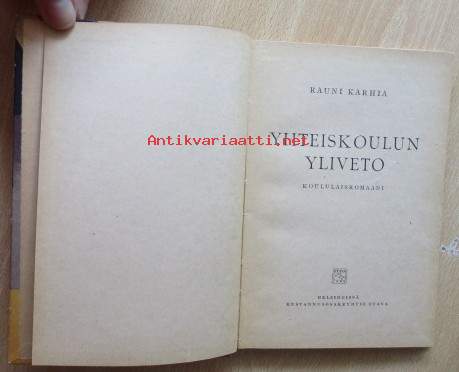 RAUNI KARHIA
Antikvariaatti.net
YHTEISKOULUN
YLIVETO
KOULULAISROMAANI
HELSINGISSÄ
KUSTANNUSOSAKEYHTIÖ OTAVA